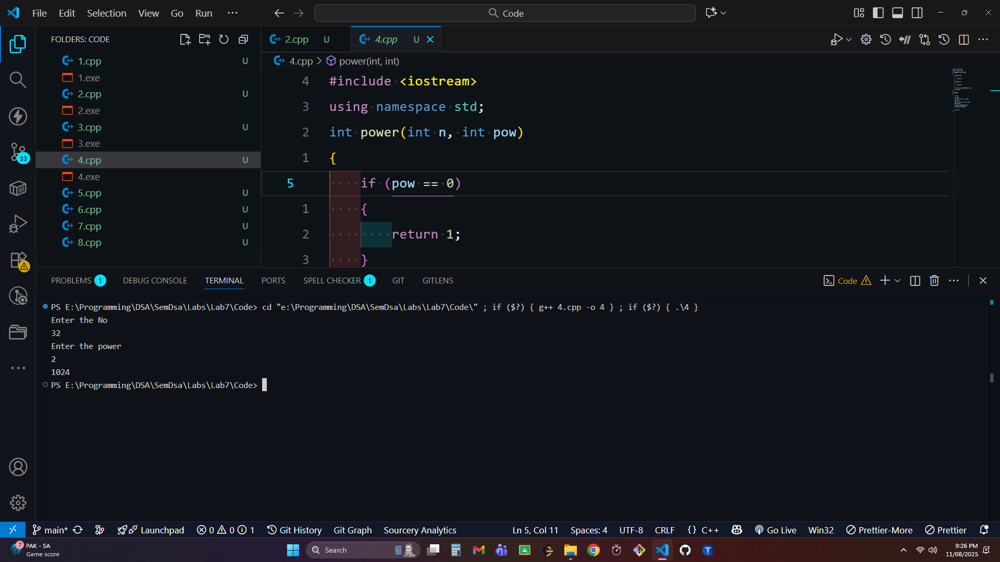 File Edit Selection View Go Run ···
Code
FOLDERS: CODE
1.cpp U
1.exe
2.cpp U
2.exe
3.cpp U
3.exe
4.cpp U
4.exe
5.cpp U
6.cpp U
7.cpp U
8.cpp U
33
2.cpp U
4.cpp U
4.cpp > power(int, int)
4 #include <iostream>
3 using namespace std;
2 int power(int n, int pow)
1 {
5 if (pow == 0)
1 {
2 return 1;
3 }
PROBLEMS 1 DEBUG CONSOLE TERMINAL PORTS SPELL CHECKER 1 GIT GITLENS
Code
PS E:\Programming\DSA\SemDsa\Labs\Lab7\Code> cd "e:\Programming\DSA\SemDsa\Labs\Lab7\Code\" ; if ($?) { g++ 4.cpp -o 4 } ; if ($?) { .\4 }
Enter the No
32
Enter the power
2
1024
PS E:\Programming\DSA\SemDsa\Labs\Lab7\Code>
main* Launchpad 0 0 1 Git History Git Graph Sourcery Analytics Ln 5, Col 11 Spaces: 4 UTF-8 CRLF {} C++ Go Live Win32 Prettier-More Prettier
7
PAK - SA
Game score
Search
9:26 PM
11/08/2025